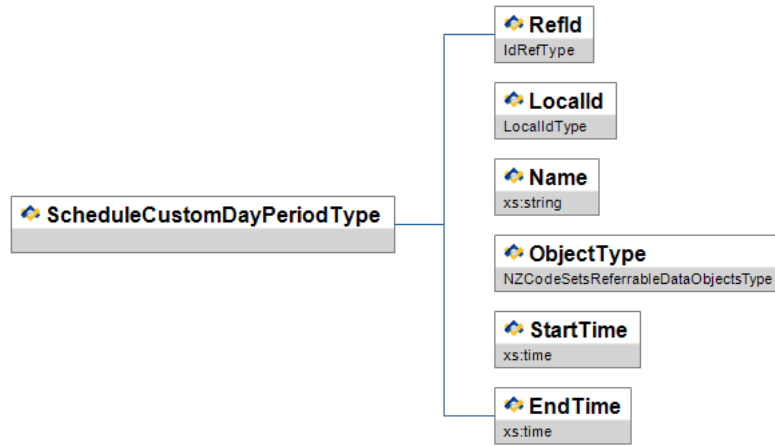 RefId
IdRefType
LocalId
LocalIdType
Name
xs:string
ScheduleCustomDayPeriodType
ObjectType
NZCodeSetsReferrableDataObjectsType
StartTime
xs:time
EndTime
xs:time